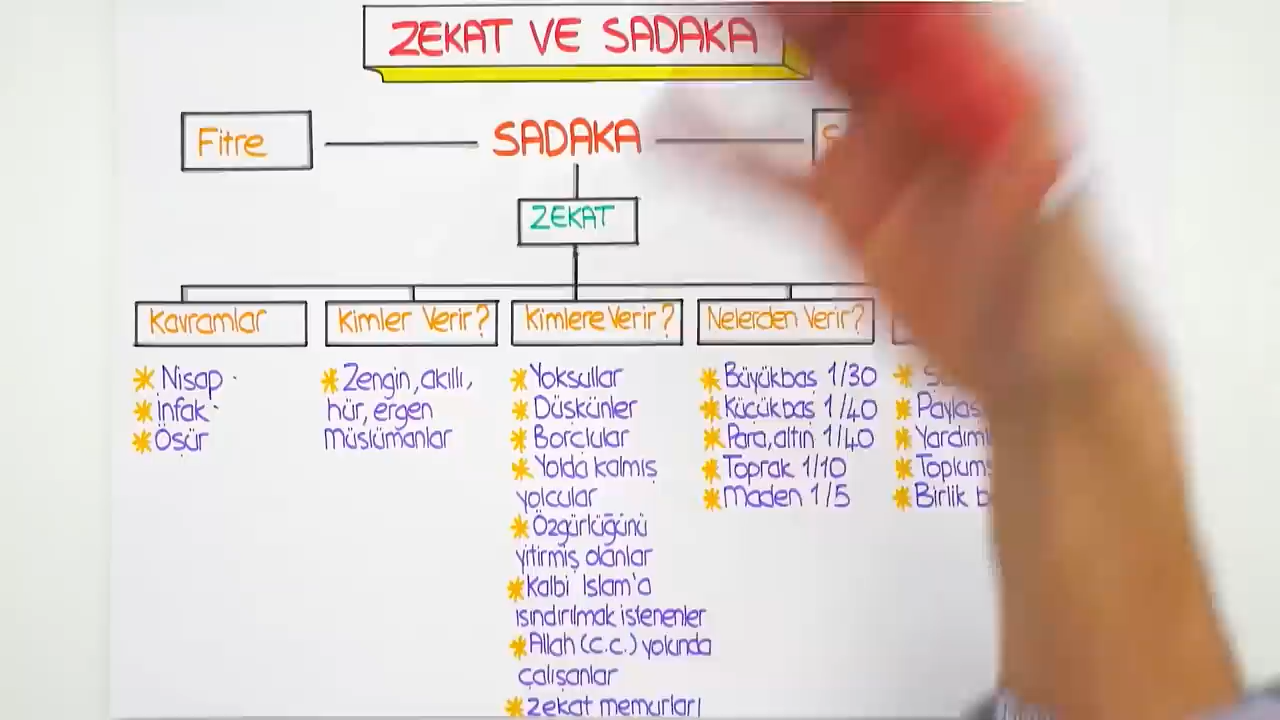 ZEKAT VE SADAKA
Fitre
SADAKA
ZEKAT
Kavramlar
* Nisap
* İnfak
* Öşür
Kimler Verir?
* Zengin, akıllı,
hür, ergen
müslümanlar
Kimlere Verir?
* Yoksullar
* Düşkünler
* Borçlular
* Yolda kalmış
yolcular
* Özgürlüğünü
yitirmiş olanlar
* Kalbi İslam'a
ısındırılmak istenenler
* Allah (c.c.) yolunda
çalışanlar
* Zekat memurları
Nelerden Verir?
* Büyükbaş 1/30
* Küçükbaş 1/40
* Para, altın 1/40
* Toprak 1/10
* Maden 1/5
* Birlik